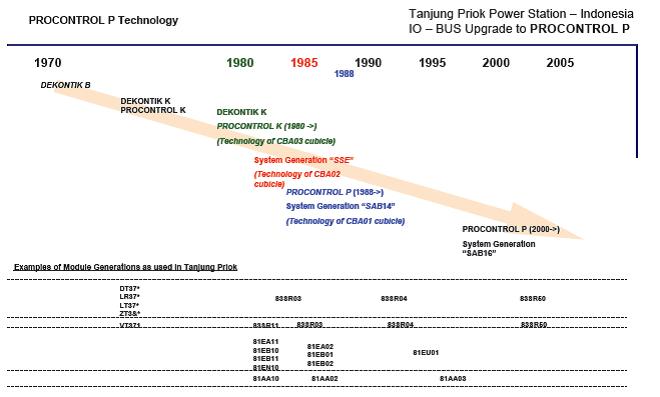 PROCONTROL P Technology
Tanjung Priok Power Station – Indonesia
IO – BUS Upgrade to PROCONTROL P
1970 1980 1985 1990 1995 2000 2005
1988
DEKONTIK B
DEKONTIK K
PROCONTROL K
DEKONTIK K
PROCONTROL K (1980 ->)
(Technology of CBA03 cubicle)
System Generation "SSE"
(Technology of CBA02
cubicle)
PROCONTROL P (1988->)
System Generation "SAB14"
(Technology of CBA01 cubicle)
PROCONTROL P (2000->)
System Generation
"SAB16"
Examples of Module Generations as used in Tanjung Priok
DT37*
LR37*
LT37*
ZT3&*
83SR03 83SR04 83SR50
VT371 83SR11 83SR03 83SR04 83SR50
81EA11
81EB10
81EB11
81EN10
81EA02
81EB01
81EB02
81EU01
81AA10 81AA02 81AA03